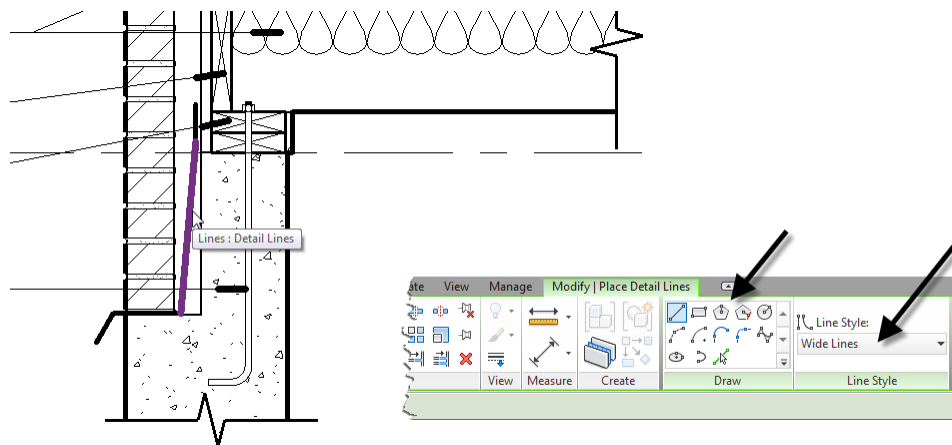 Lines : Detail Lines
ate View Manage Modify | Place Detail Lines
Line Style:
Wide Lines
View Measure Create Draw Line Style